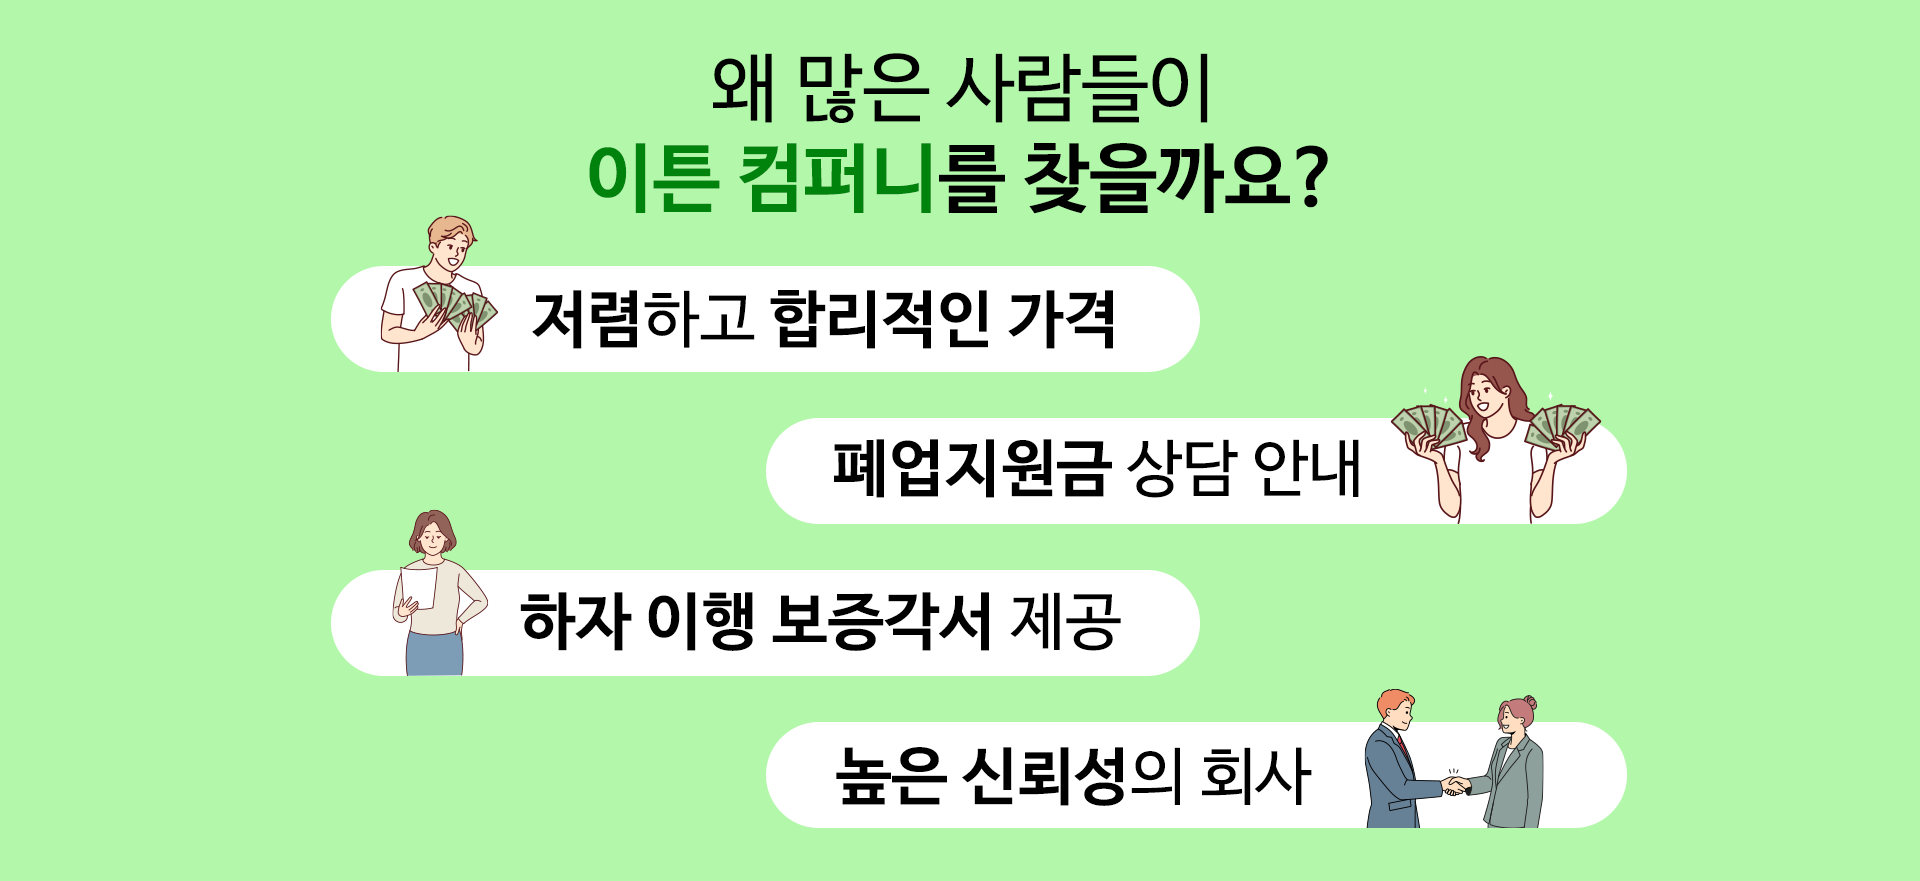 왜 많은 사람들이
이튼 컴퍼니를 찾을까요?
저렴하고 합리적인 가격
폐업지원금 상담 안내
하자 이행 보증각서 제공
높은 신뢰성의 회사